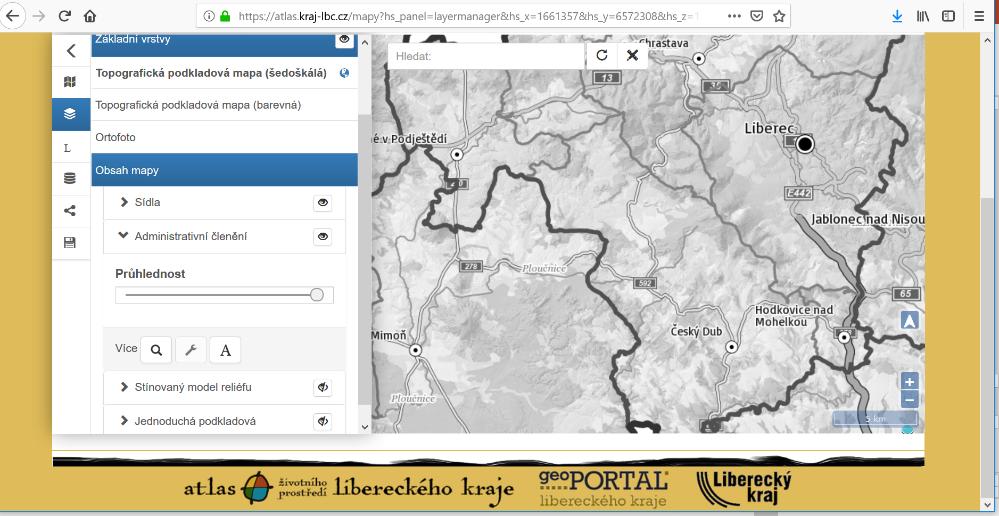 https://atlas.kraj-lbc.cz/mapy?hs_panel=layermanager&hs_x=1661357&hs_y=6572308&hs_z=1
Základní vrstvy
Topografická podkladová mapa (šedoškálá)
Topografická podkladová mapa (barevná)
Ortofoto
L
Obsah mapy
Sídla
Administrativní členění
Průhlednost
Více
A
Stínovaný model reliéfu
Jednoduchá podkladová
Hledat:
Chrastava
13
35
Liberec
é v Podještědí
E442
Jablonec nad Nisou
278
Ploučnice
592
65
Hodkovice nad
Mohelkou
Český Dub
Mimoň
Ploučnice
+
−
5 km
atlas životního prostředí libereckého kraje
geoPORTAL
libereckého kraje
Liberecký
kraj